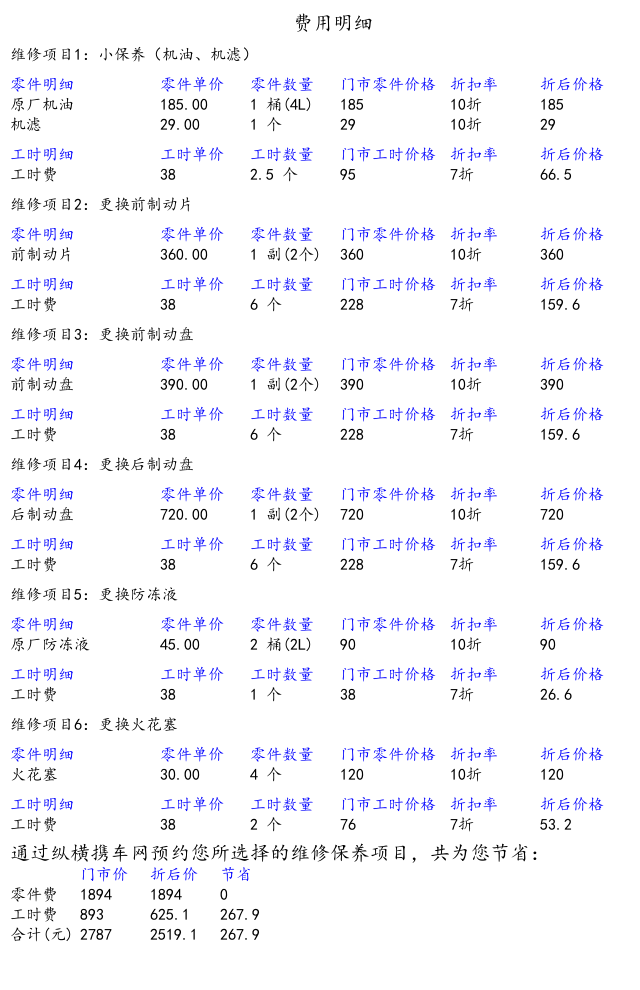 费用明细
维修项目1: 小保养（机油、机滤）
零件明细 零件单价 零件数量 门市零件价格 折扣率 折后价格
原厂机油 185.00 1 桶(4L) 185 10折 185
机滤 29.00 1 个 29 10折 29
工时明细 工时单价 工时数量 门市工时价格 折扣率 折后价格
工时费 38 2.5 个 95 7折 66.5
维修项目2: 更换前制动片
零件明细 零件单价 零件数量 门市零件价格 折扣率 折后价格
前制动片 360.00 1 副(2个) 360 10折 360
工时明细 工时单价 工时数量 门市工时价格 折扣率 折后价格
工时费 38 6 个 228 7折 159.6
维修项目3: 更换前制动盘
零件明细 零件单价 零件数量 门市零件价格 折扣率 折后价格
前制动盘 390.00 1 副(2个) 390 10折 390
工时明细 工时单价 工时数量 门市工时价格 折扣率 折后价格
工时费 38 6 个 228 7折 159.6
维修项目4: 更换后制动盘
零件明细 零件单价 零件数量 门市零件价格 折扣率 折后价格
后制动盘 720.00 1 副(2个) 720 10折 720
工时明细 工时单价 工时数量 门市工时价格 折扣率 折后价格
工时费 38 6 个 228 7折 159.6
维修项目5: 更换防冻液
零件明细 零件单价 零件数量 门市零件价格 折扣率 折后价格
原厂防冻液 45.00 2 桶(2L) 90 10折 90
工时明细 工时单价 工时数量 门市工时价格 折扣率 折后价格
工时费 38 1 个 38 7折 26.6
维修项目6: 更换火花塞
零件明细 零件单价 零件数量 门市零件价格 折扣率 折后价格
火花塞 30.00 4 个 120 10折 120
工时明细 工时单价 工时数量 门市工时价格 折扣率 折后价格
工时费 38 2 个 76 7折 53.2
通过纵横携车网预约您所选择的维修保养项目，共为您节省:
门市价 折后价 节省
零件费 1894 1894 0
工时费 893 625.1 267.9
合计(元) 2787 2519.1 267.9